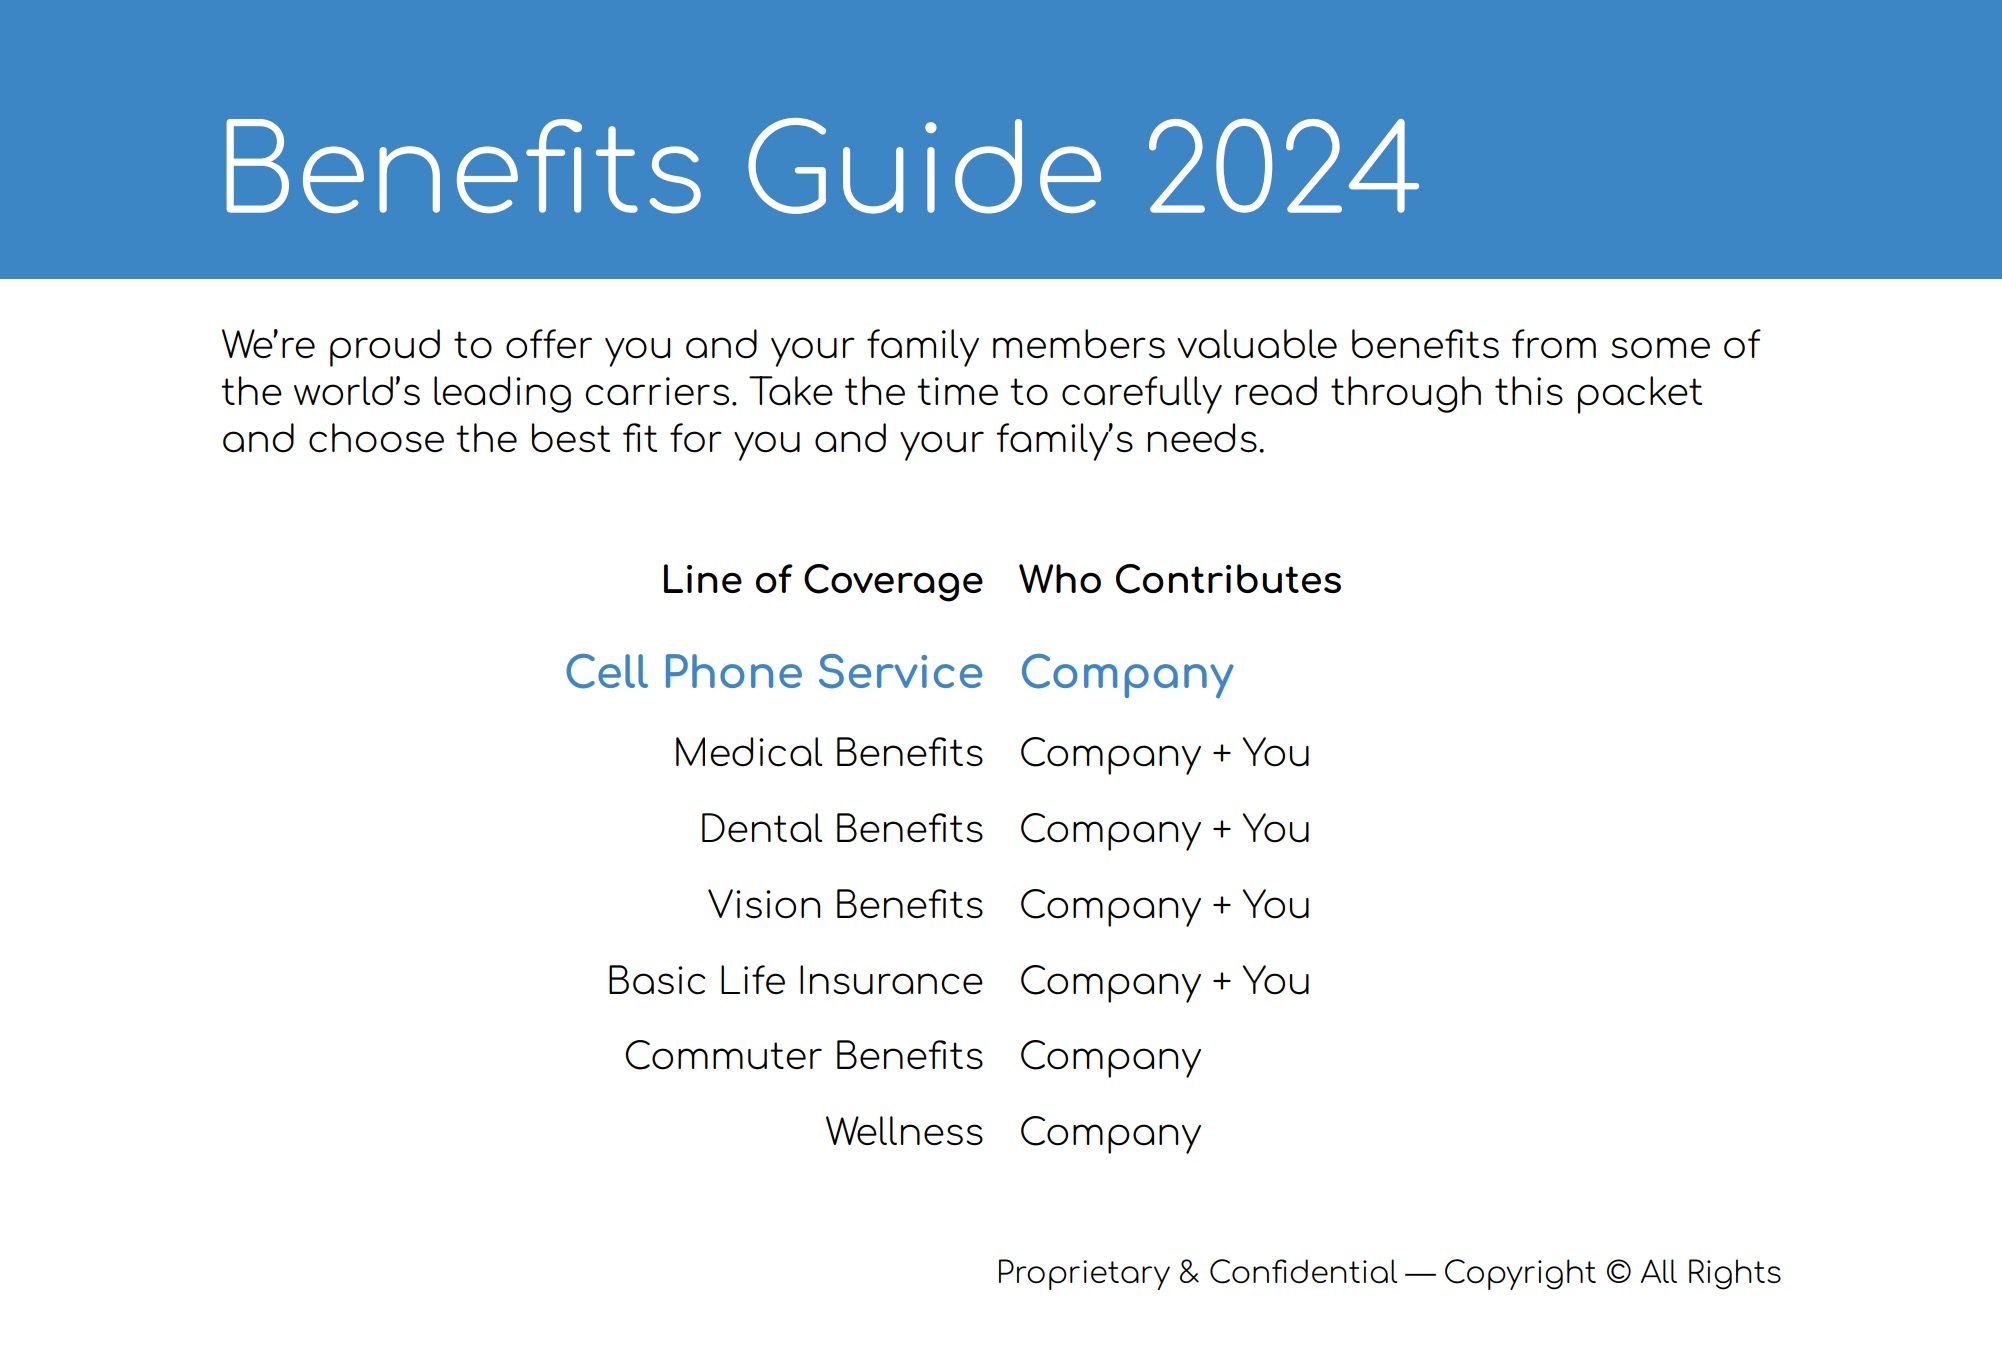 Benefits Guide 2024
We’re proud to offer you and your family members valuable benefits from some of
the world’s leading carriers. Take the time to carefully read through this packet
and choose the best fit for you and your family’s needs.
Line of Coverage Who Contributes
Cell Phone Service Company
Medical Benefits Company + You
Dental Benefits Company + You
Vision Benefits Company + You
Basic Life Insurance Company + You
Commuter Benefits Company
Wellness Company
Proprietary & Confidential — Copyright © All Rights